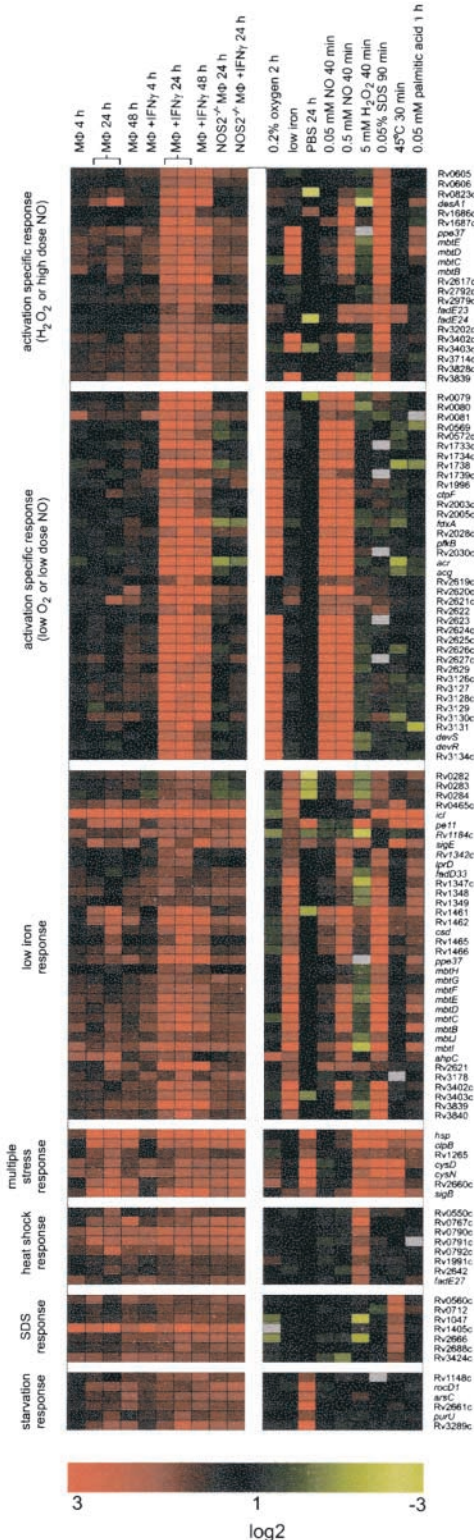 MΦ 4 h
MΦ 24 h
MΦ 48 h
MΦ +IFNγ 4 h
MΦ +IFNγ 24 h
MΦ +IFNγ 48 h
NOS2-/- MΦ 24 h
NOS2-/- MΦ +IFNγ 24 h
0.2% oxygen 2 h
low iron
PBS 24 h
0.05 mM NO 40 min
0.5 mM NO 40 min
5 mM H2O2 40 min
0.05% SDS 90 min
45°C 30 min
0.05 mM palmitic acid 1 h
activation specific response
(H2O2 or high dose NO)
Rv0605
Rv0606
Rv0823c
desA1
Rv1686c
Rv1687c
ppe37
mbtE
mbtD
mbtC
mbtB
Rv2617c
Rv2792c
Rv2979c
fadE23
fadE24
Rv3202c
Rv3402c
Rv3403c
Rv3714c
Rv3828c
Rv3839
activation specific response
(low O2 or low dose NO)
Rv0079
Rv0080
Rv0081
Rv0569
Rv0572c
Rv1733c
Rv1734c
Rv1738
Rv1739c
Rv1996
ctpF
Rv2003c
Rv2005c
fdxA
Rv2028c
pfkB
Rv2030c
acr
acg
Rv2619c
Rv2620c
Rv2621c
Rv2622
Rv2623
Rv2624c
Rv2625c
Rv2626c
Rv2627c
Rv2629
Rv3126c
Rv3127
Rv3128c
Rv3129
Rv3130c
Rv3131
devS
devR
Rv3134c
low iron
response
Rv0282
Rv0283
Rv0284
Rv0465c
icl
pe11
Rv1184c
sigE
Rv1342c
lprD
fadD33
Rv1347c
Rv1348
Rv1349
Rv1461
Rv1462
csd
Rv1465
Rv1466
ppe37
mbtH
mbtG
mbtF
mbtE
mbtD
mbtC
mbtB
mbtJ
mbtI
ahpC
Rv2621
Rv3178
Rv3402c
Rv3403c
Rv3839
Rv3840
multiple
stress
response
hsp
clpB
Rv1265
cysD
cysN
Rv2660c
sigB
heat shock
response
Rv0550c
Rv0767c
Rv0790c
Rv0791c
Rv0792c
Rv1991c
Rv2642
fadE27
SDS
response
Rv0560c
Rv0712
Rv1047
Rv1405c
Rv2666
Rv2688c
Rv3424c
starvation
response
Rv1148c
rocD1
arsC
Rv2661c
purU
Rv3289c
3
1
-3
log2